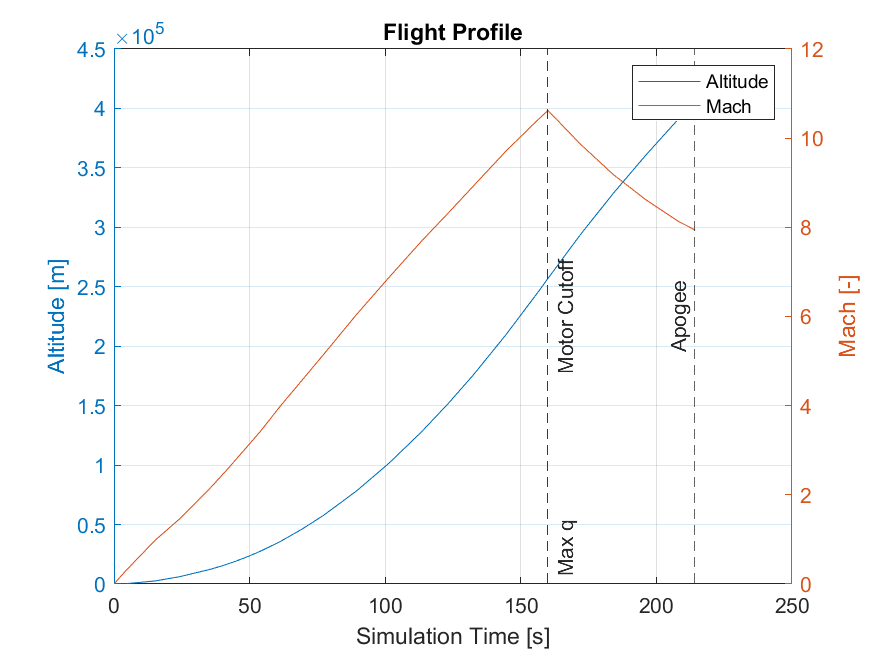 Flight Profile
×10^5
4.5
4
3.5
3
2.5
2
1.5
1
0.5
0
Altitude [m]
12
10
8
6
4
2
0
Mach [-]
Altitude
Mach
Motor Cutoff
Max q
Apogee
0
50
100
150
200
250
Simulation Time [s]